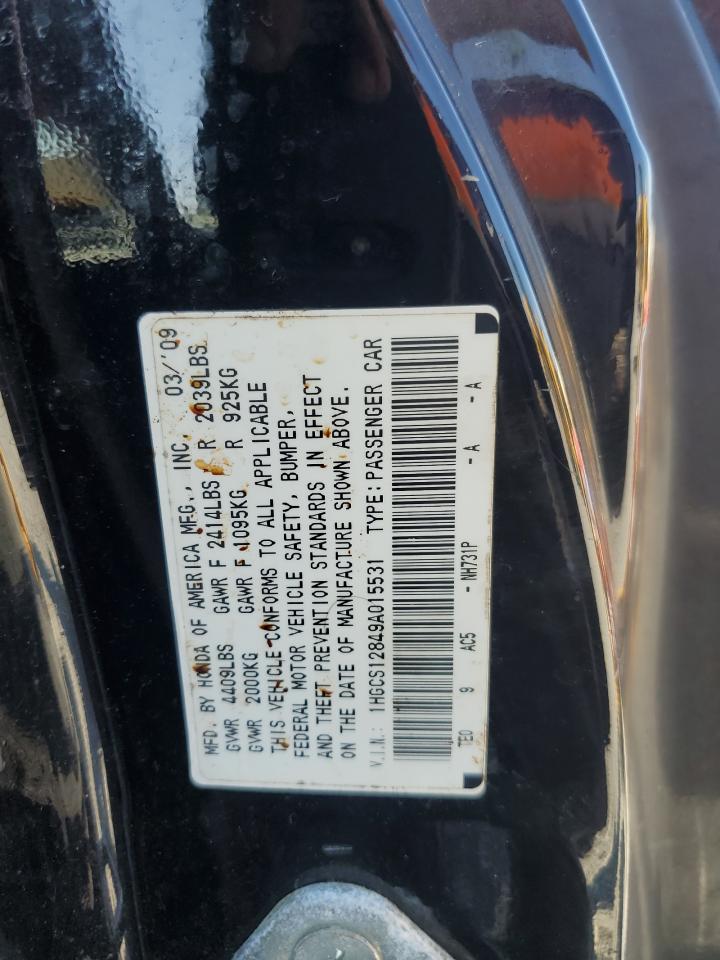 MFD. BY HONDA OF AMERICA MFG., INC. 03/'09
GVWR 4409LBS GAWR F 2414LBS R 2039LBS
GVWR 2000KG GAWR F 1095KG R 925KG
THIS VEHICLE CONFORMS TO ALL APPLICABLE
FEDERAL MOTOR VEHICLE SAFETY, BUMPER,
AND THEFT PREVENTION STANDARDS IN EFFECT
ON THE DATE OF MANUFACTURE SHOWN ABOVE.
V.I.N.: 1HGCS12849A015531 TYPE: PASSENGER CAR
TE0 9 AC5 - NH731P - A - A